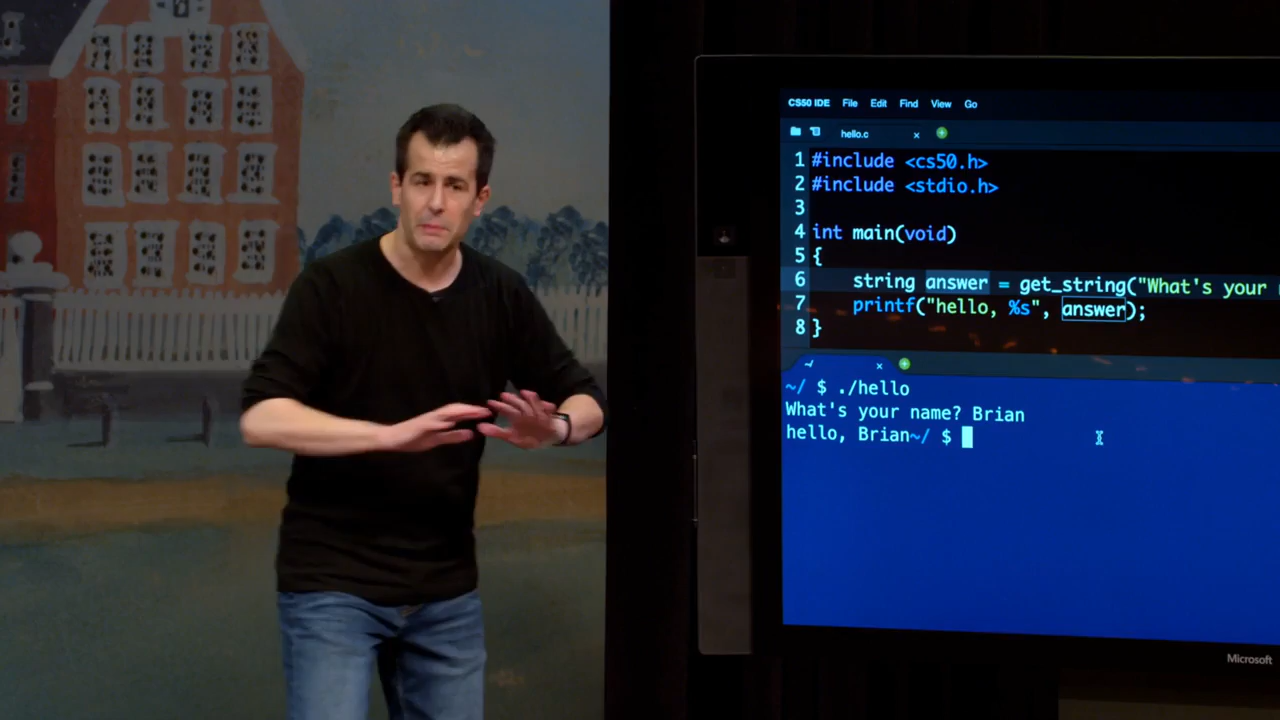 CS50 IDE File Edit Find View Go
hello.c
1 #include <cs50.h>
2 #include <stdio.h>
3
4 int main(void)
5 {
6 string answer = get_string("What's your
7 printf("hello, %s", answer);
8 }
~/ $ ./hello
What's your name? Brian
hello, Brian~/ $
Microsoft